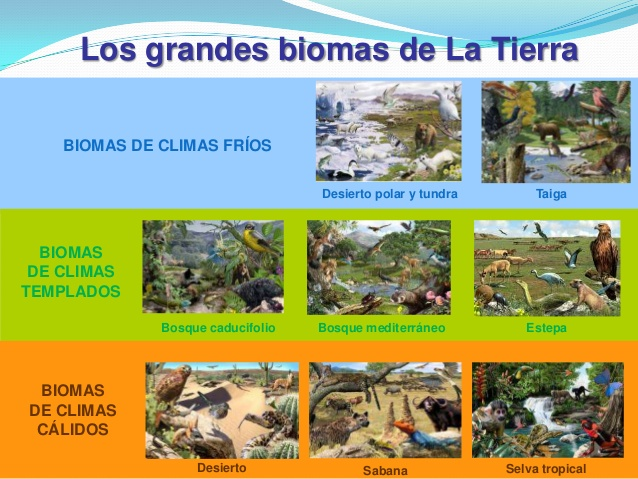 Los grandes biomas de La Tierra
BIOMAS DE CLIMAS FRÍOS
Desierto polar y tundra
Taiga
BIOMAS
DE CLIMAS
TEMPLADOS
Bosque caducifolio
Bosque mediterráneo
Estepa
BIOMAS
DE CLIMAS
CÁLIDOS
Desierto
Sabana
Selva tropical